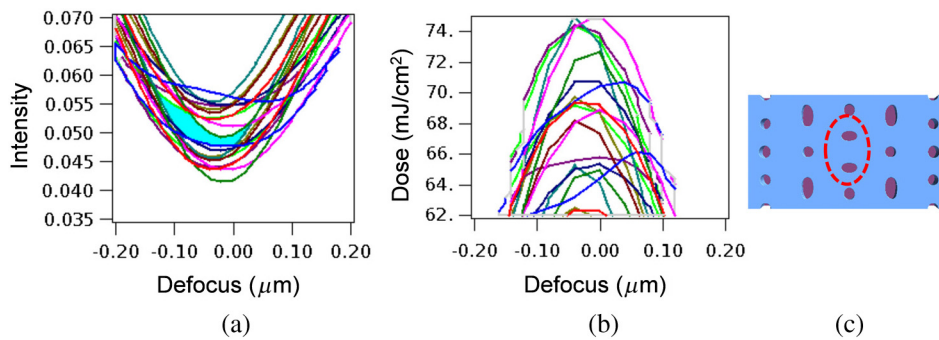 0.070
0.065
0.060
0.055
0.050
0.045
0.040
0.035
Intensity
-0.20 -0.10 0.00 0.10 0.20
Defocus (μm)
(a)
74.
72.
70.
68.
66.
64.
62.
Dose (mJ/cm²)
-0.20 -0.10 0.00 0.10 0.20
Defocus (μm)
(b)
(c)